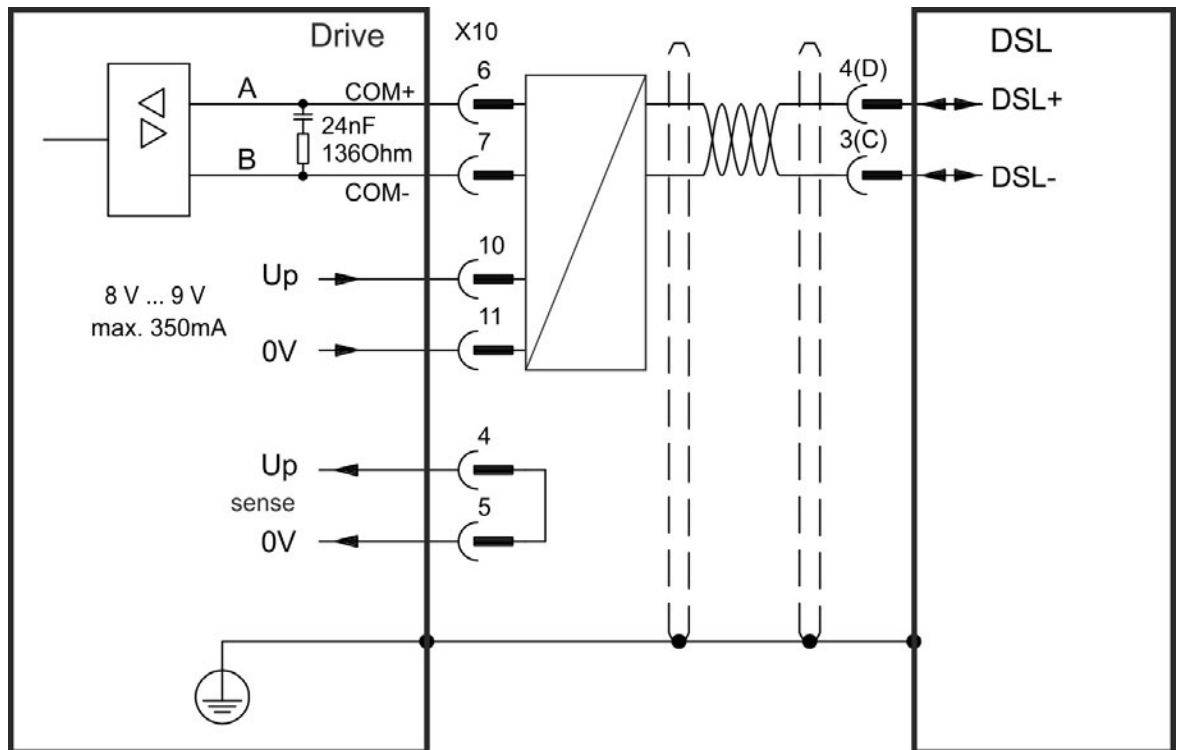 Drive
X10
DSL
A
COM+
6
4(D)
DSL+
24nF
136Ohm
7
3(C)
B
COM-
DSL-
Up
10
8 V ... 9 V
max. 350mA
11
0V
Up
4
sense
5
0V